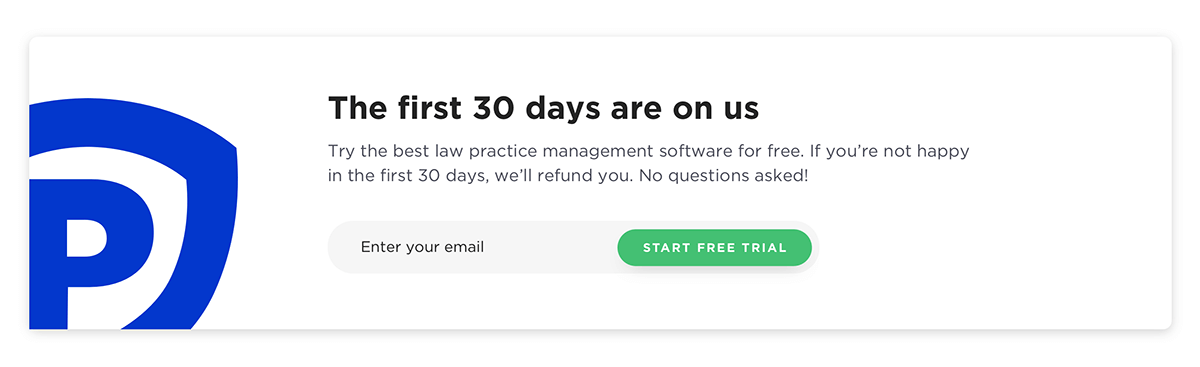 P
The first 30 days are on us
Try the best law practice management software for free. If you’re not happy
in the first 30 days, we’ll refund you. No questions asked!
Enter your email
START FREE TRIAL